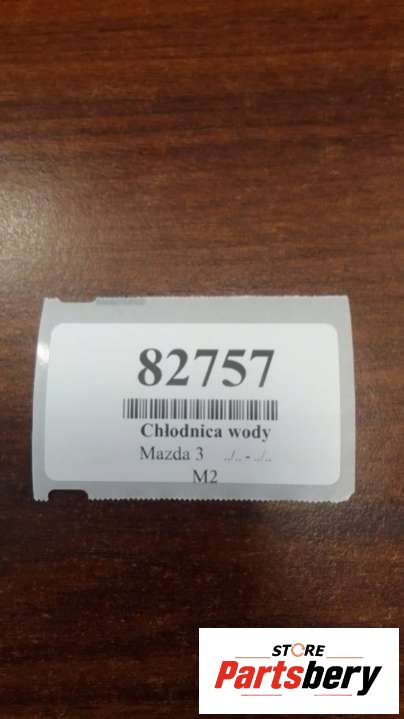 82757
Chłodnica wody
Mazda 3 ../.. - ../..
M2
STORE
Partsbery